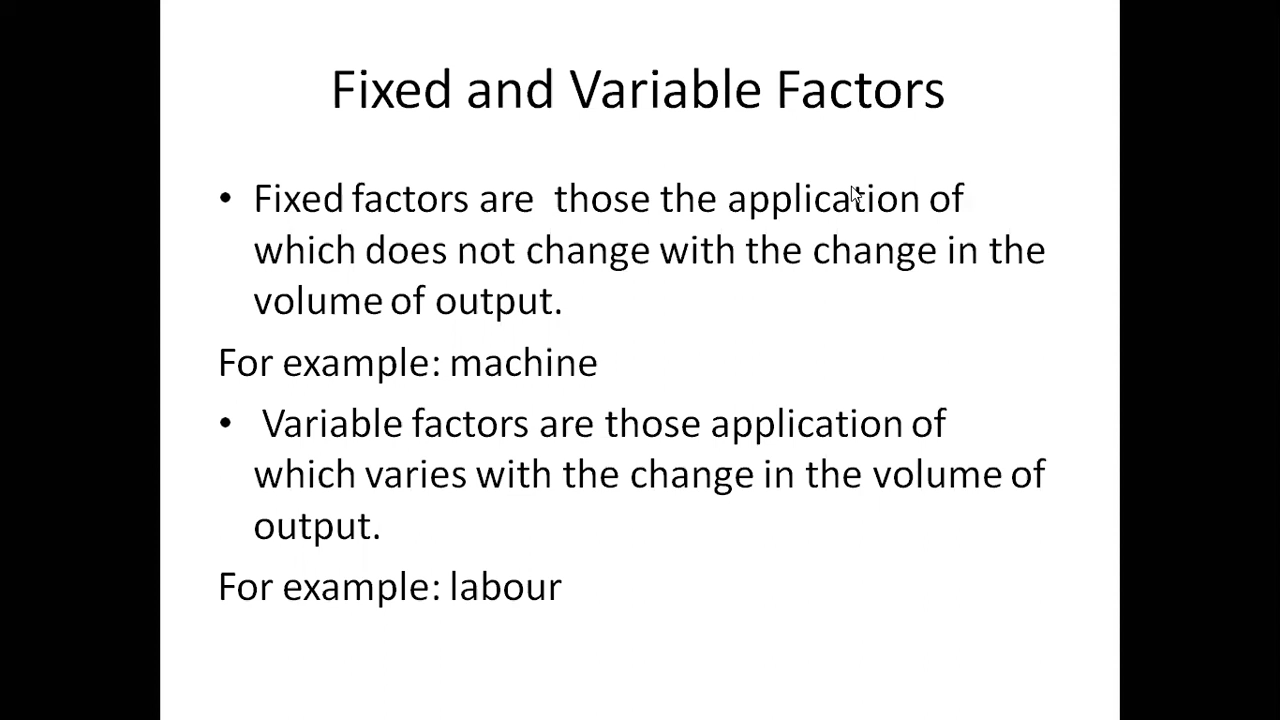 Fixed and Variable Factors
• Fixed factors are those the application of
which does not change with the change in the
volume of output.
For example: machine
• Variable factors are those application of
which varies with the change in the volume of
output.
For example: labour